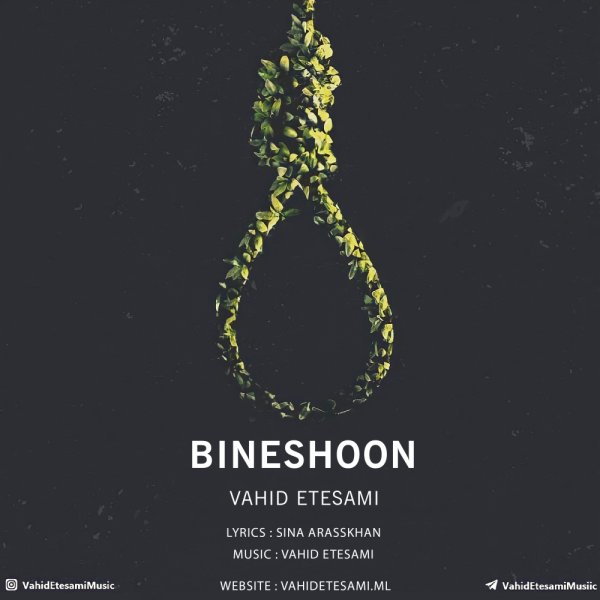 BINESHOON
VAHID ETESAMI
LYRICS : SINA ARASSKHAN
MUSIC : VAHID ETESAMI
WEBSITE : VAHIDETESAMI.ML
VahidEtesamiMusic
VahidEtesamiMusiic